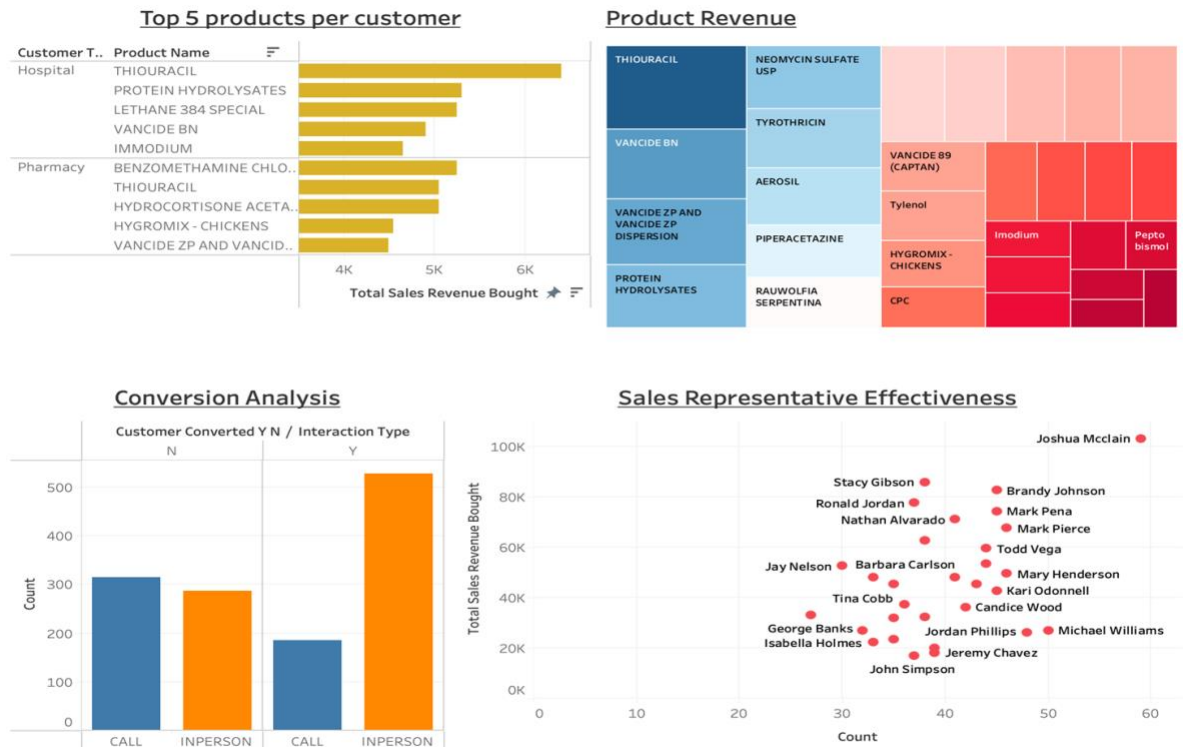 Top 5 products per customer
Customer T.. Product Name
Hospital THIOURACIL
PROTEIN HYDROLYSATES
LETHANE 384 SPECIAL
VANCIDE BN
IMMODIUM
Pharmacy BENZOMETHAMINE CHLO..
THIOURACIL
HYDROCORTISONE ACETA..
HYGROMIX - CHICKENS
VANCIDE ZP AND VANCID..
4K 5K 6K
Total Sales Revenue Bought
Product Revenue
THIOURACIL
VANCIDE BN
VANCIDE ZP AND
VANCIDE ZP
DISPERSION
PROTEIN
HYDROLYSATES
NEOMYCIN SULFATE
USP
TYROTHRICIN
AEROSIL
PIPERACETAZINE
RAUWOLFIA
SERPENTINA
VANCIDE 89
(CAPTAN)
Tylenol
HYGROMIX -
CHICKENS
CPC
Imodium
Pepto
bismol
Conversion Analysis
Customer Converted Y N / Interaction Type
N Y
500
400
300
200
100
0
Count
CALL INPERSON CALL INPERSON
Sales Representative Effectiveness
Total Sales Revenue Bought
100K
80K
60K
40K
20K
0K
Joshua Mcclain
Stacy Gibson
Brandy Johnson
Ronald Jordan
Mark Pena
Nathan Alvarado
Mark Pierce
Todd Vega
Jay Nelson
Barbara Carlson
Mary Henderson
Kari Odonnell
Tina Cobb
Candice Wood
George Banks
Jordan Phillips
Michael Williams
Isabella Holmes
Jeremy Chavez
John Simpson
0 10 20 30 40 50 60
Count